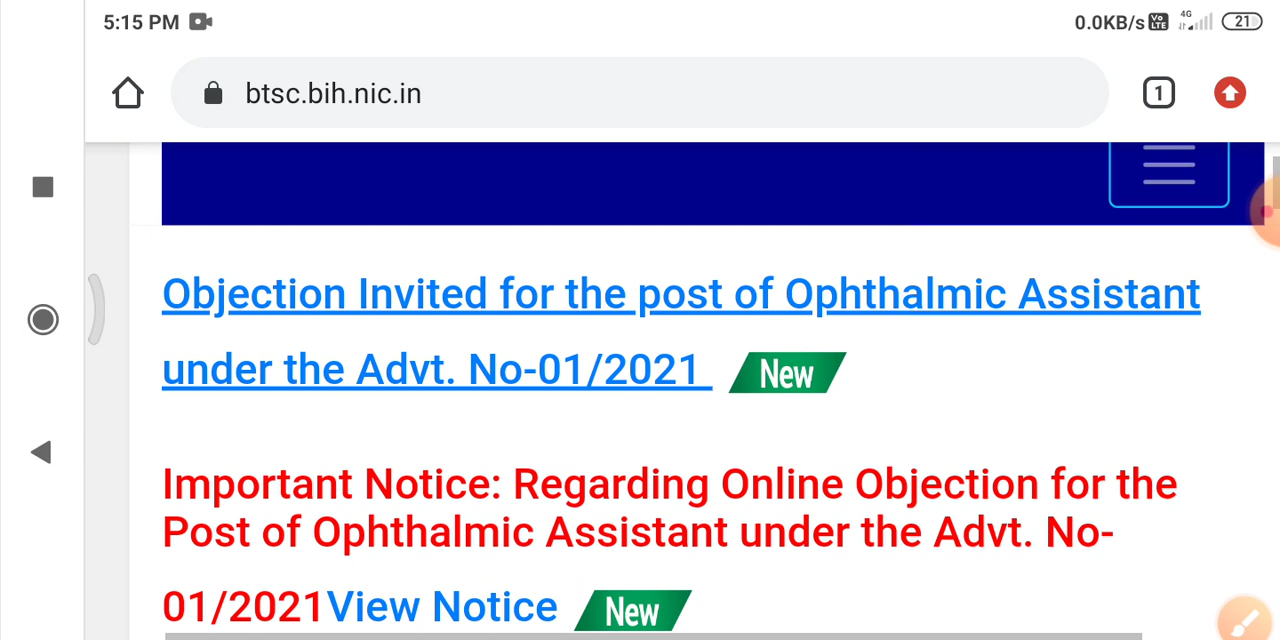 5:15 PM
0.0KB/s Vo LTE 4G 21
btsc.bih.nic.in
1
Objection Invited for the post of Ophthalmic Assistant
under the Advt. No-01/2021 New
Important Notice: Regarding Online Objection for the
Post of Ophthalmic Assistant under the Advt. No-
01/2021View Notice New